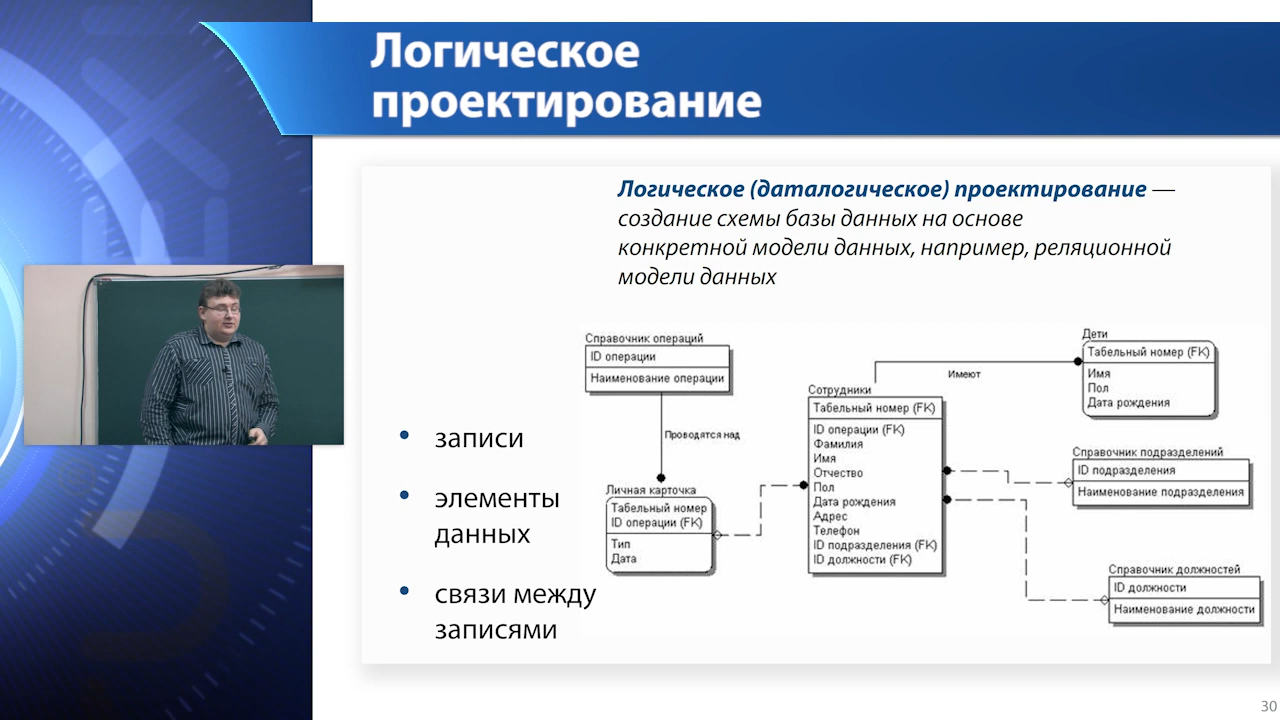 Логическое
проектирование
Логическое (даталогическое) проектирование —
создание схемы базы данных на основе
конкретной модели данных, например, реляционной
модели данных
записи
элементы
данных
связи между
записями
Справочник операций
ID операции
Наименование операции
Проводятся над
Личная карточка
Табельный номер
ID операции (FK)
Тип
Дата
Сотрудники
Табельный номер (FK)
ID операции (FK)
Фамилия
Имя
Отчество
Пол
Дата рождения
Адрес
Телефон
ID подразделения (FK)
ID должности (FK)
Имеют
Дети
Табельный номер (FK)
Имя
Пол
Дата рождения
Справочник подразделений
ID подразделения
Наименование подразделения
Справочник должностей
ID должности
Наименование должности
30